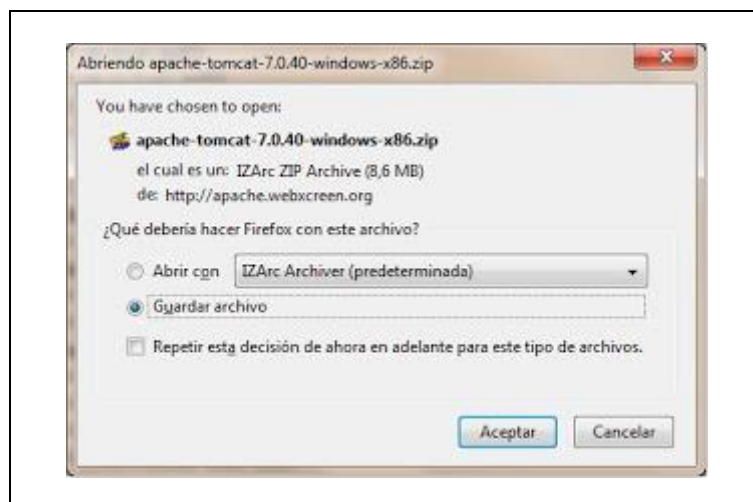 Abriendo apache-tomcat-7.0.40-windows-x86.zip
You have chosen to open:
apache-tomcat-7.0.40-windows-x86.zip
el cual es un: IZArc ZIP Archive (8,6 MB)
de: http://apache.webxcreen.org
¿Qué debería hacer Firefox con este archivo?
Abrir con IZArc Archiver (predeterminada)
Guardar archivo
Repetir esta decisión de ahora en adelante para este tipo de archivos.
Aceptar Cancelar